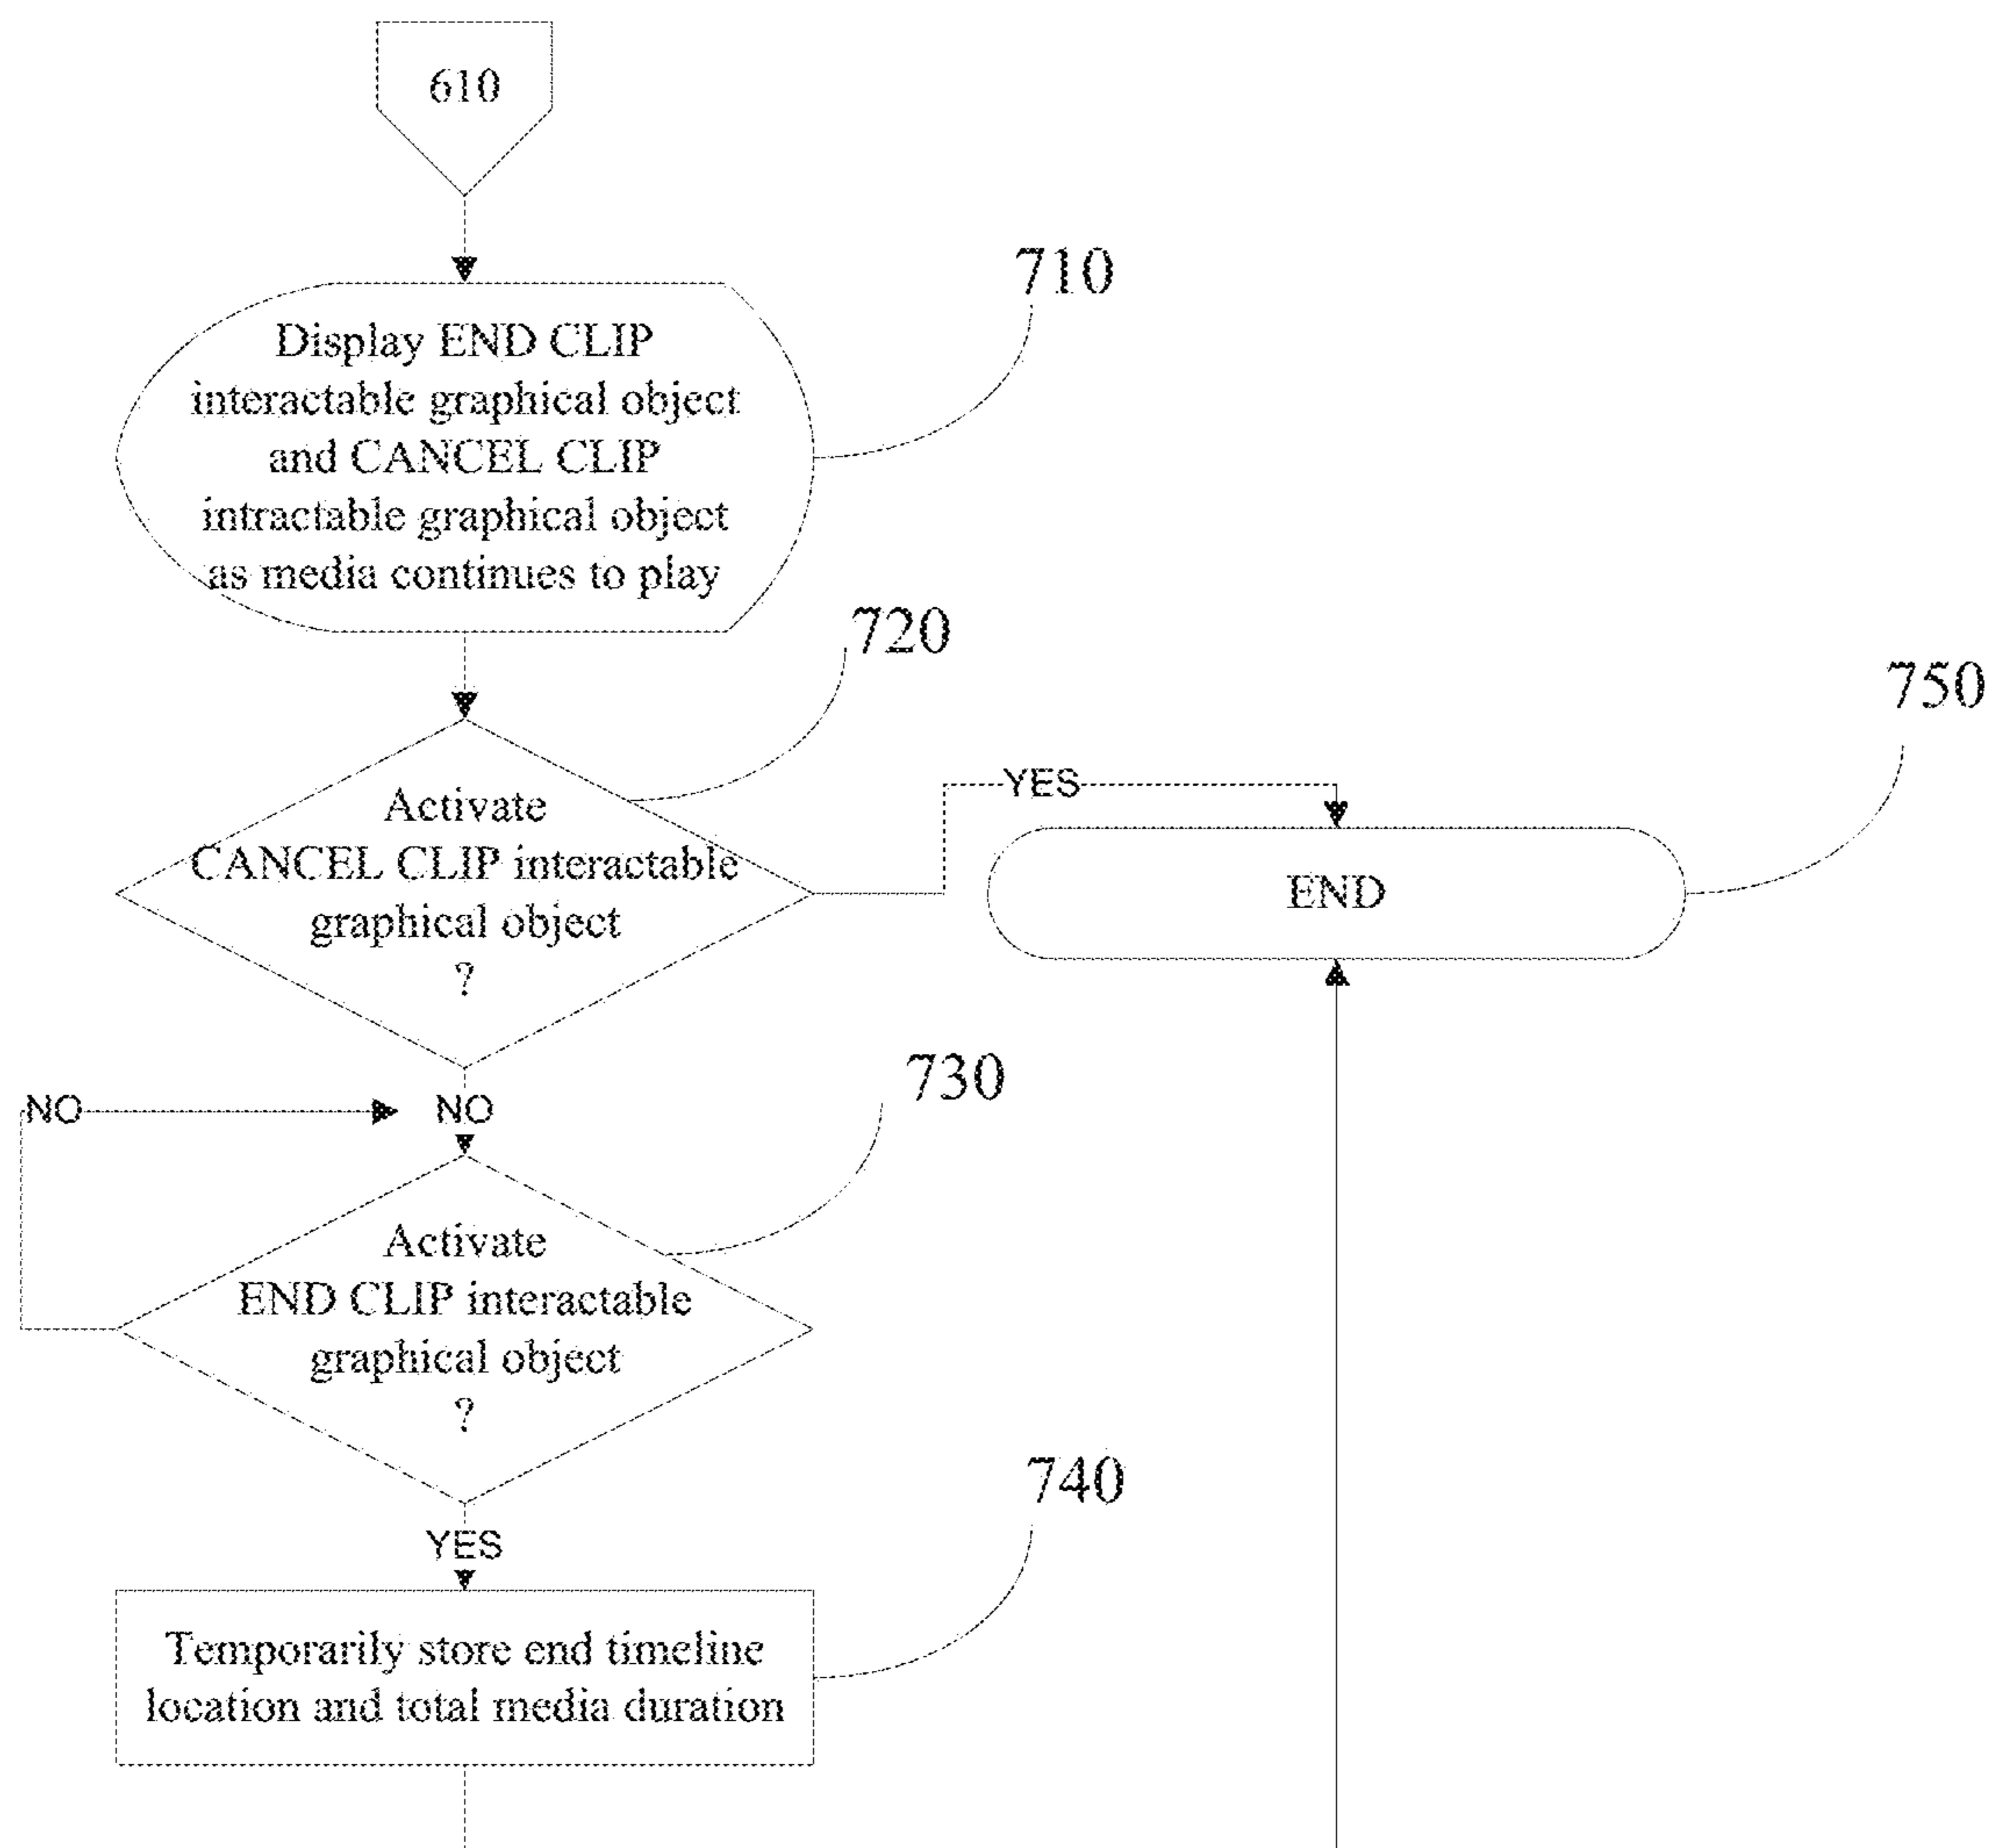 610
710
Display END CLIP
interactable graphical object
and CANCEL CLIP
intractable graphical object
as media continues to play
720
750
Activate
CANCEL CLIP interactable
graphical object
?
YES
END
NO
NO
730
Activate
END CLIP interactable
graphical object
?
740
YES
Temporarily store end timeline
location and total media duration